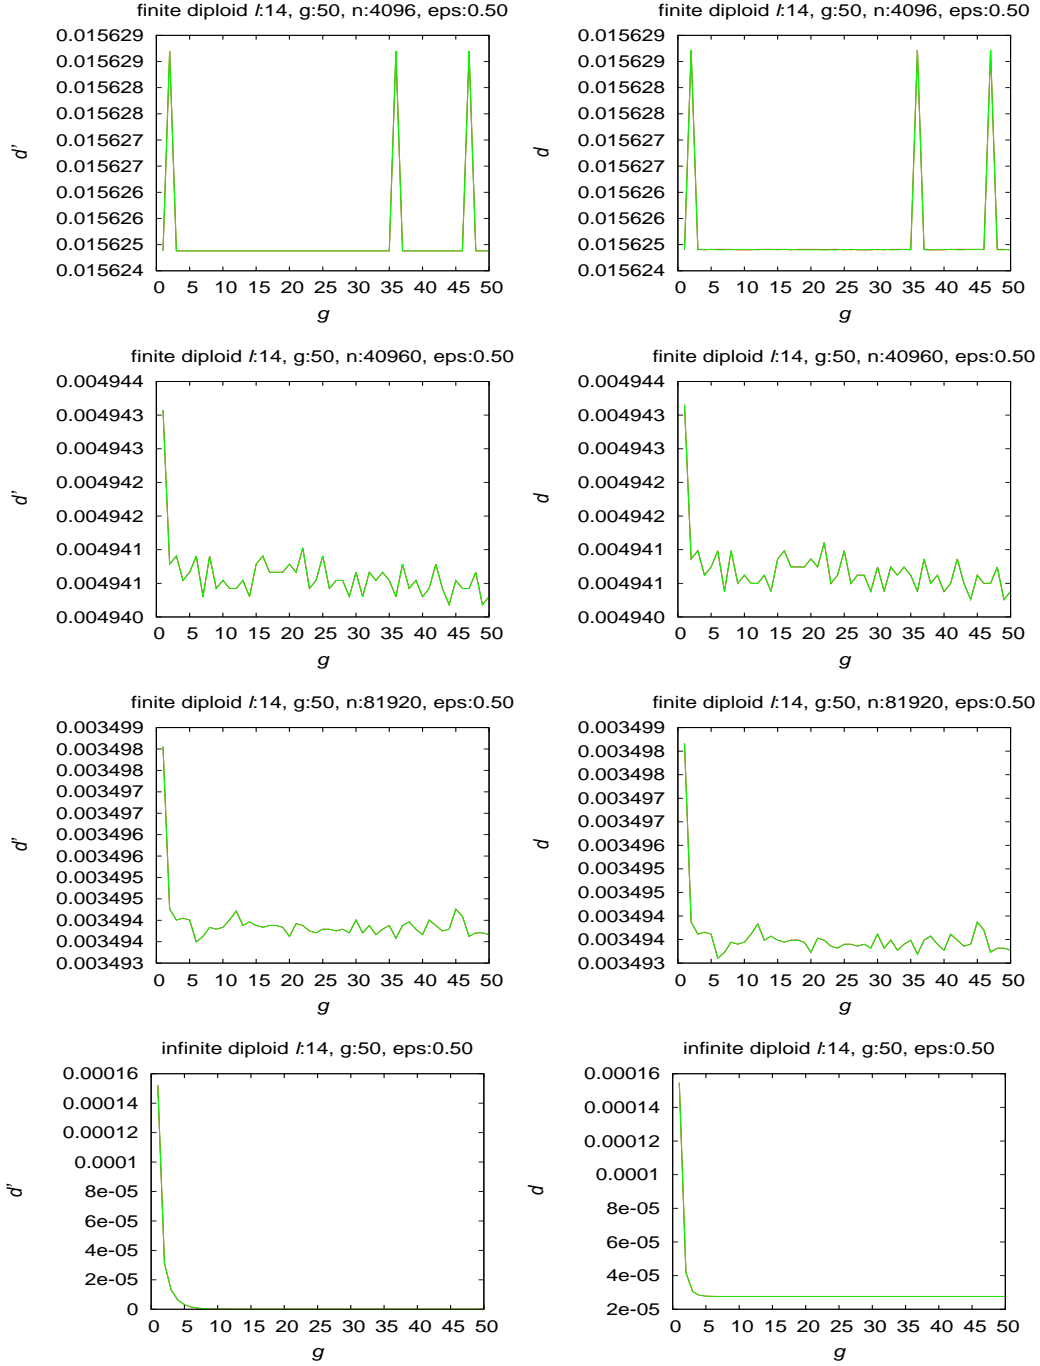 finite diploid l:14, g:50, n:4096, eps:0.50
0.015629
0.015629
0.015628
0.015628
0.015627
0.015627
0.015626
0.015626
0.015625
0.015624
d'
0 5 10 15 20 25 30 35 40 45 50
g
finite diploid l:14, g:50, n:4096, eps:0.50
0.015629
0.015629
0.015628
0.015628
0.015627
0.015627
0.015626
0.015626
0.015625
0.015624
d
0 5 10 15 20 25 30 35 40 45 50
g
finite diploid l:14, g:50, n:40960, eps:0.50
0.004944
0.004943
0.004943
0.004942
0.004942
0.004941
0.004941
0.004940
d'
0 5 10 15 20 25 30 35 40 45 50
g
finite diploid l:14, g:50, n:40960, eps:0.50
0.004944
0.004943
0.004943
0.004942
0.004942
0.004941
0.004941
0.004940
d
0 5 10 15 20 25 30 35 40 45 50
g
finite diploid l:14, g:50, n:81920, eps:0.50
0.003499
0.003498
0.003498
0.003497
0.003497
0.003496
0.003496
0.003495
0.003495
0.003494
0.003494
0.003493
d'
0 5 10 15 20 25 30 35 40 45 50
g
finite diploid l:14, g:50, n:81920, eps:0.50
0.003499
0.003498
0.003498
0.003497
0.003497
0.003496
0.003495
0.003495
0.003494
0.003494
0.003493
d
0 5 10 15 20 25 30 35 40 45 50
g
infinite diploid l:14, g:50, eps:0.50
0.00016
0.00014
0.00012
0.0001
8e-05
6e-05
4e-05
2e-05
0
d'
0 5 10 15 20 25 30 35 40 45 50
g
infinite diploid l:14, g:50, eps:0.50
0.00016
0.00014
0.00012
0.0001
8e-05
6e-05
4e-05
2e-05
d
0 5 10 15 20 25 30 35 40 45 50
g